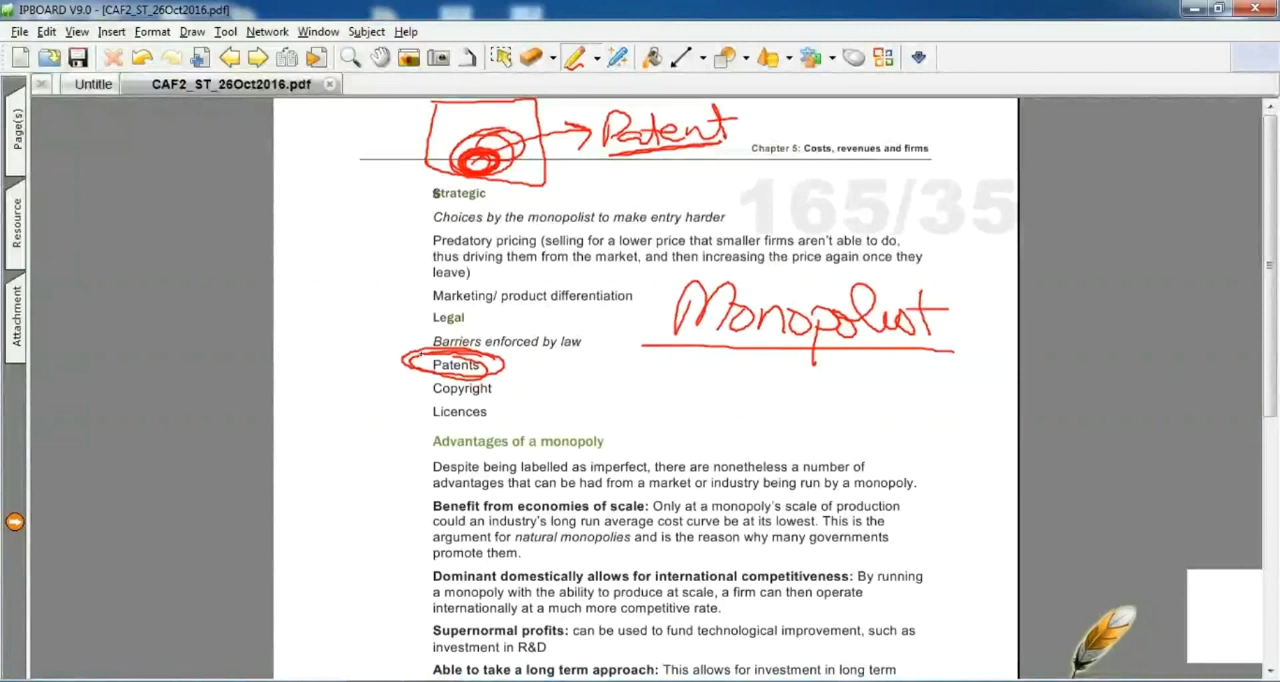 IPBOARD V9.0 - [CAF2_ST_26Oct2016.pdf]
File Edit View Insert Format Draw Tool Network Window Subject Help
Untitle CAF2_ST_26Oct2016.pdf
Page(s)
Resource
Attachment
Patent
Chapter 5: Costs, revenues and firms
165/35
Strategic
Choices by the monopolist to make entry harder
Predatory pricing (selling for a lower price that smaller firms aren't able to do,
thus driving them from the market, and then increasing the price again once they
leave)
Marketing/ product differentiation
Monopolist
Legal
Barriers enforced by law
Patents
Copyright
Licences
Advantages of a monopoly
Despite being labelled as imperfect, there are nonetheless a number of
advantages that can be had from a market or industry being run by a monopoly.
Benefit from economies of scale: Only at a monopoly's scale of production
could an industry's long run average cost curve be at its lowest. This is the
argument for natural monopolies and is the reason why many governments
promote them.
Dominant domestically allows for international competitiveness: By running
a monopoly with the ability to produce at scale, a firm can then operate
internationally at a much more competitive rate.
Supernormal profits: can be used to fund technological improvement, such as
investment in R&D
Able to take a long term approach: This allows for investment in long term